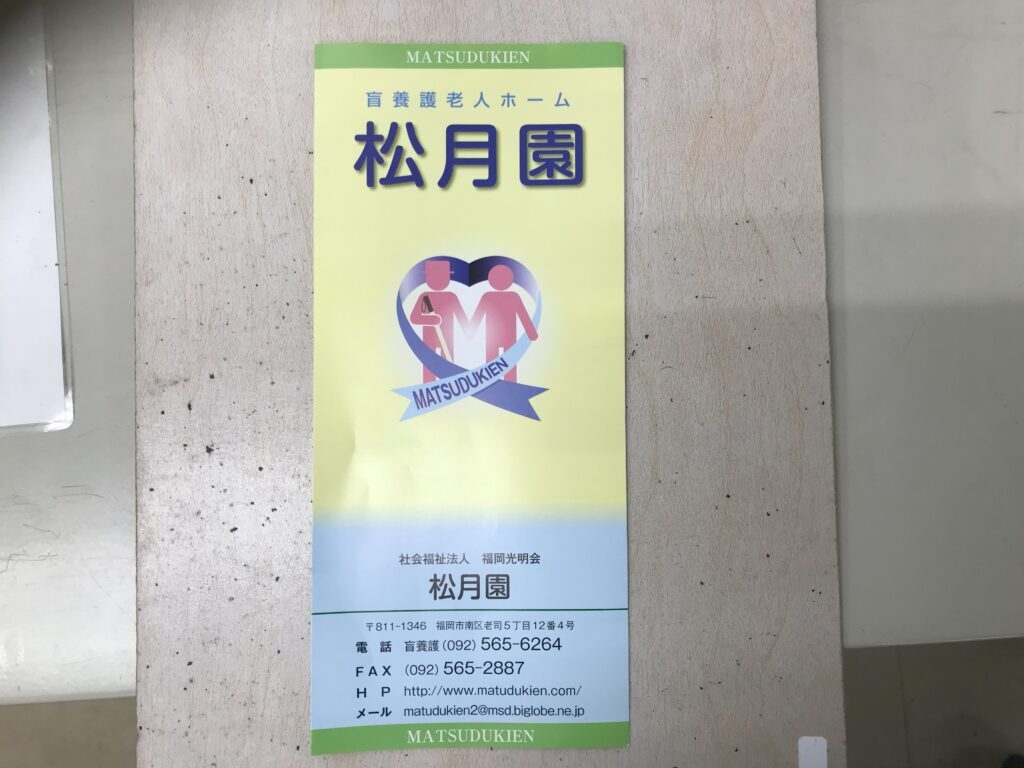 MATSUDUKIEN
盲養護老人ホーム
松月園
MATSUDUKIEN
社会福祉法人　福岡光明会
松月園
〒811-1346　福岡市南区老司5丁目12番4号
電　話　盲養護(092) 565-6264
FAX　(092) 565-2887
H　P　http://www.matudukien.com/
メール　matudukien2@msd.biglobe.ne.jp
MATSUDUKIEN